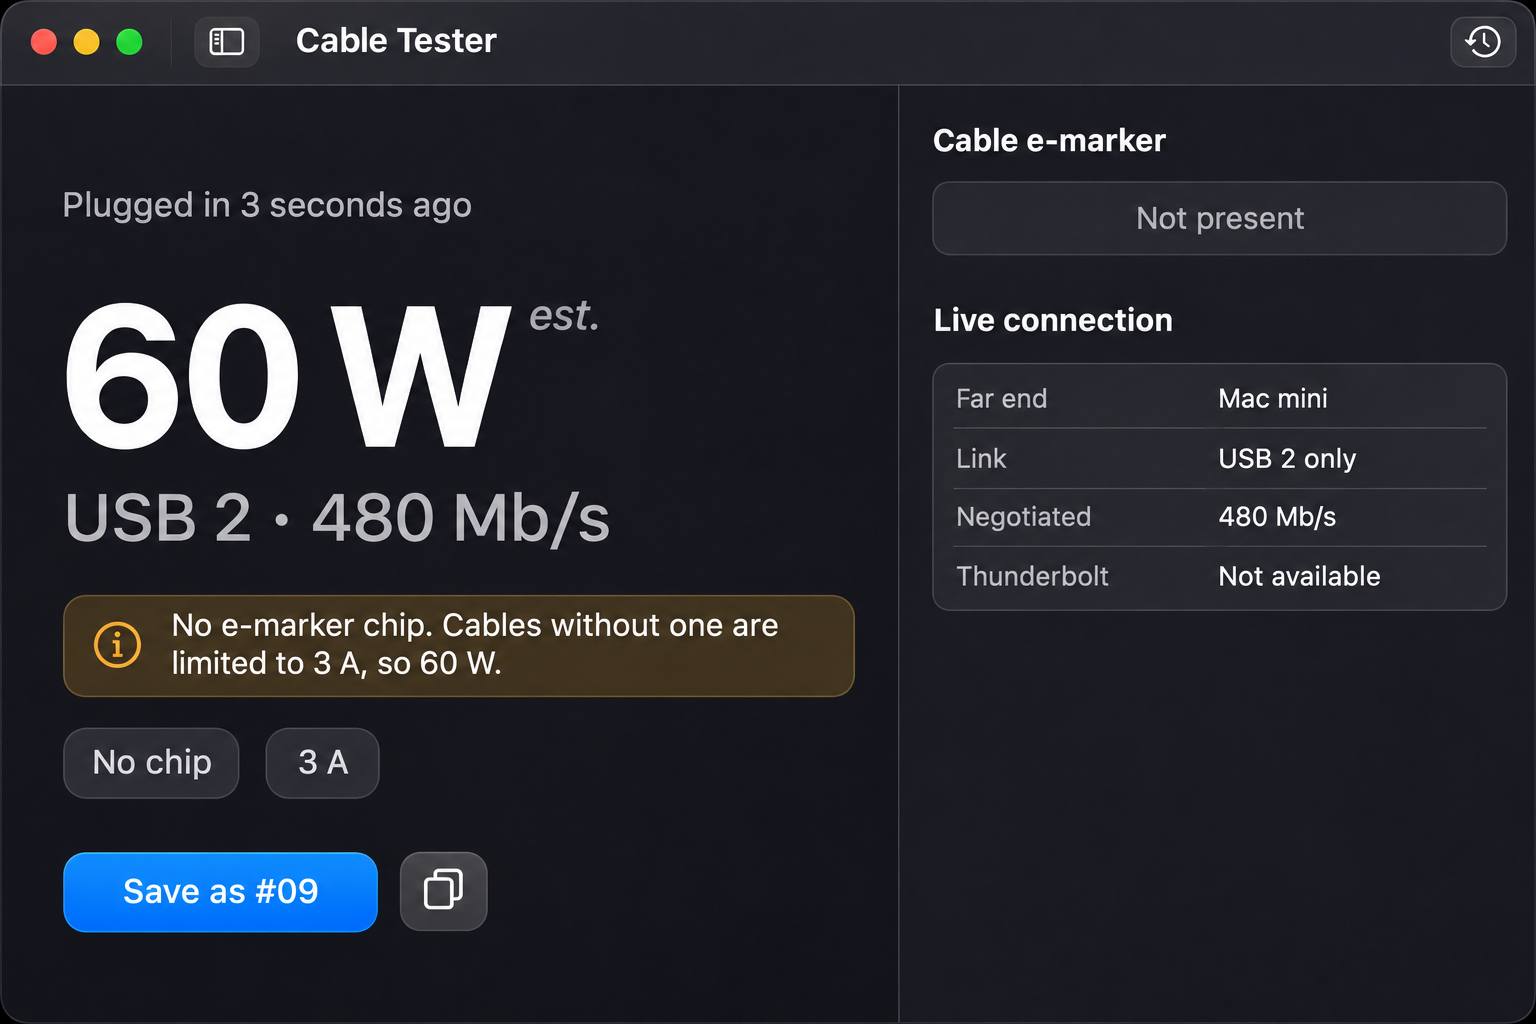 Cable Tester
Plugged in 3 seconds ago
60 W est.
USB 2 • 480 Mb/s
No e-marker chip. Cables without one are
limited to 3 A, so 60 W.
No chip
3 A
Save as #09
Cable e-marker
Not present
Live connection
Far end Mac mini
Link USB 2 only
Negotiated 480 Mb/s
Thunderbolt Not available